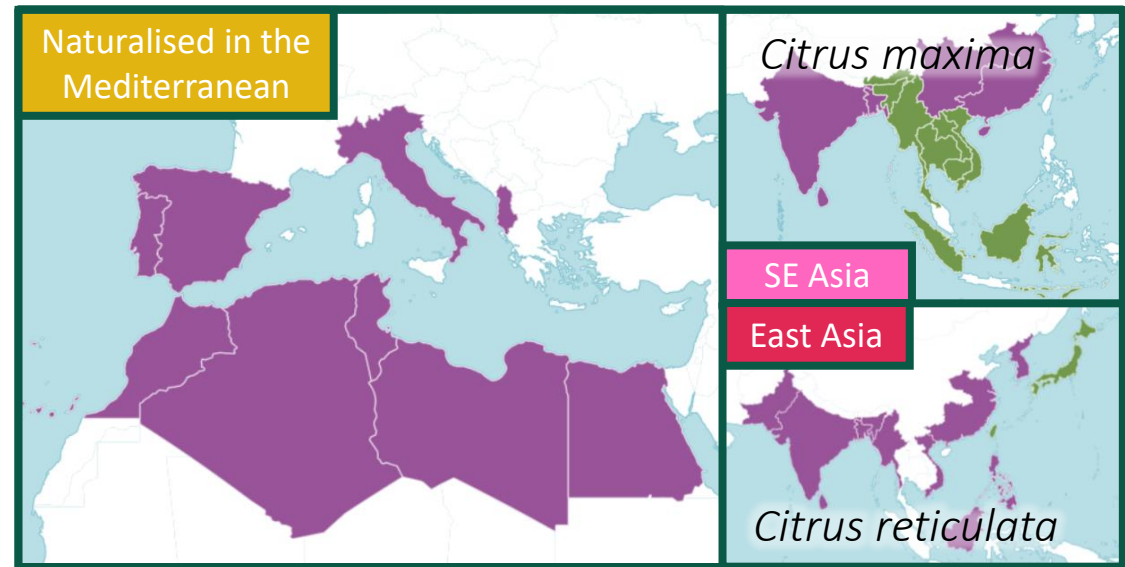 Naturalised in the
Mediterranean
Citrus maxima
SE Asia
East Asia
Citrus reticulata